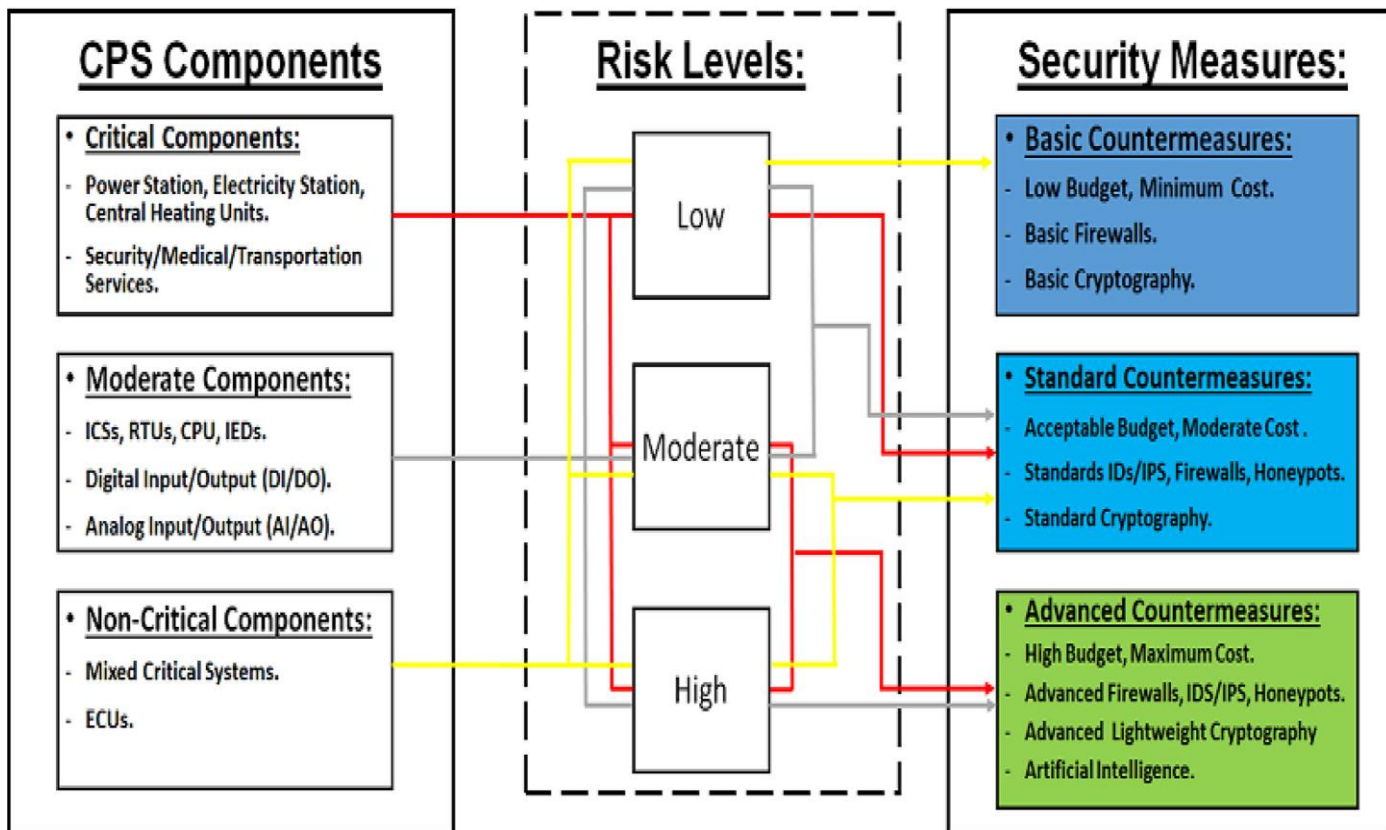 CPS Components
• Critical Components:
- Power Station, Electricity Station,
Central Heating Units.
- Security/Medical/Transportation
Services.
• Moderate Components:
- ICSs, RTUs, CPU, IEDs.
- Digital Input/Output (DI/DO).
- Analog Input/Output (AI/AO).
• Non-Critical Components:
- Mixed Critical Systems.
- ECUs.
Risk Levels:
Low
Moderate
High
Security Measures:
• Basic Countermeasures:
- Low Budget, Minimum Cost.
- Basic Firewalls.
- Basic Cryptography.
• Standard Countermeasures:
- Acceptable Budget, Moderate Cost .
- Standards IDs/IPS, Firewalls, Honeypots.
- Standard Cryptography.
• Advanced Countermeasures:
- High Budget, Maximum Cost.
- Advanced Firewalls, IDS/IPS, Honeypots.
- Advanced Lightweight Cryptography
- Artificial Intelligence.